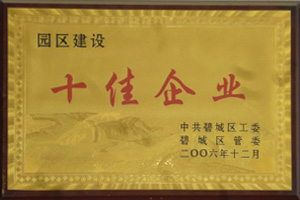 园区建设
十佳企业
中共碧城区工委
碧城区管委
二〇〇六年十二月